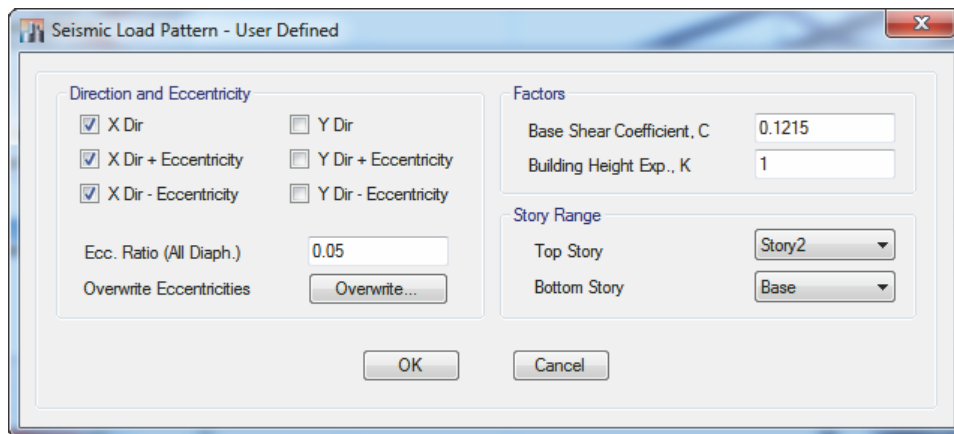 Seismic Load Pattern - User Defined
Direction and Eccentricity
X Dir
Y Dir
X Dir + Eccentricity
Y Dir + Eccentricity
X Dir - Eccentricity
Y Dir - Eccentricity
Ecc. Ratio (All Diaph.) 0.05
Overwrite Eccentricities Overwrite...
Factors
Base Shear Coefficient, C 0.1215
Building Height Exp., K 1
Story Range
Top Story Story2
Bottom Story Base
OK
Cancel